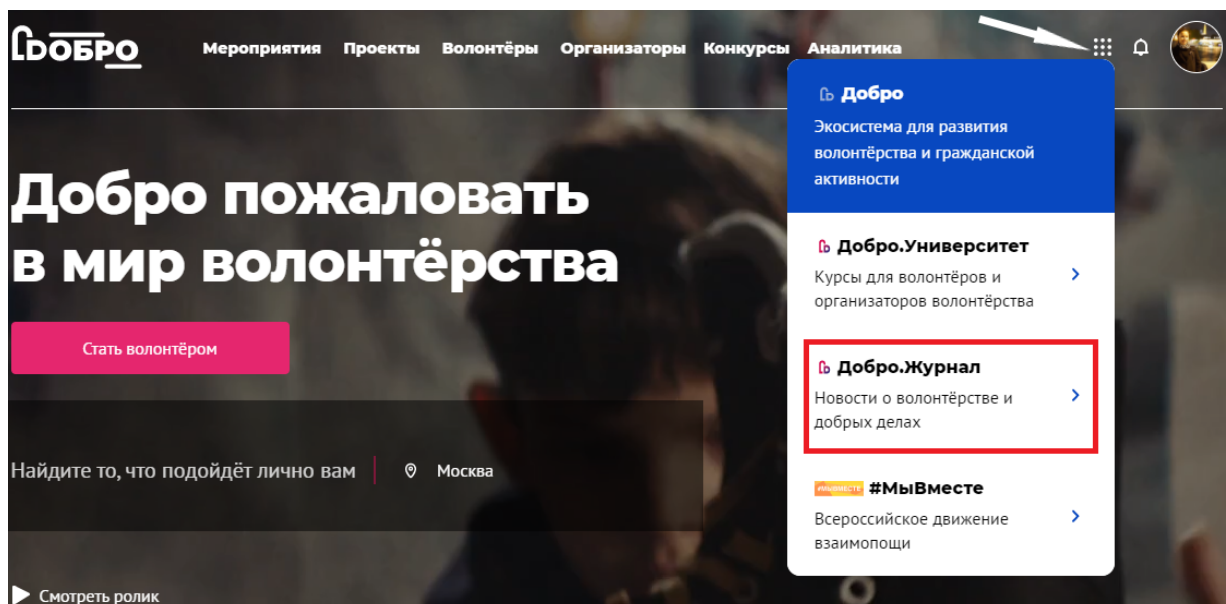 ДОБРО
Мероприятия Проекты Волонтёры Организаторы Конкурсы Аналитика
Добро пожаловать
в мир волонтёрства
Стать волонтёром
Найдите то, что подойдёт лично вам
Москва
Смотреть ролик
Добро
Экосистема для развития
волонтёрства и гражданской
активности
Добро.Университет
Курсы для волонтёров и
организаторов волонтёрства
Добро.Журнал
Новости о волонтёрстве и
добрых делах
#МЫВМЕСТЕ #МыВместе
Всероссийское движение
взаимопощи